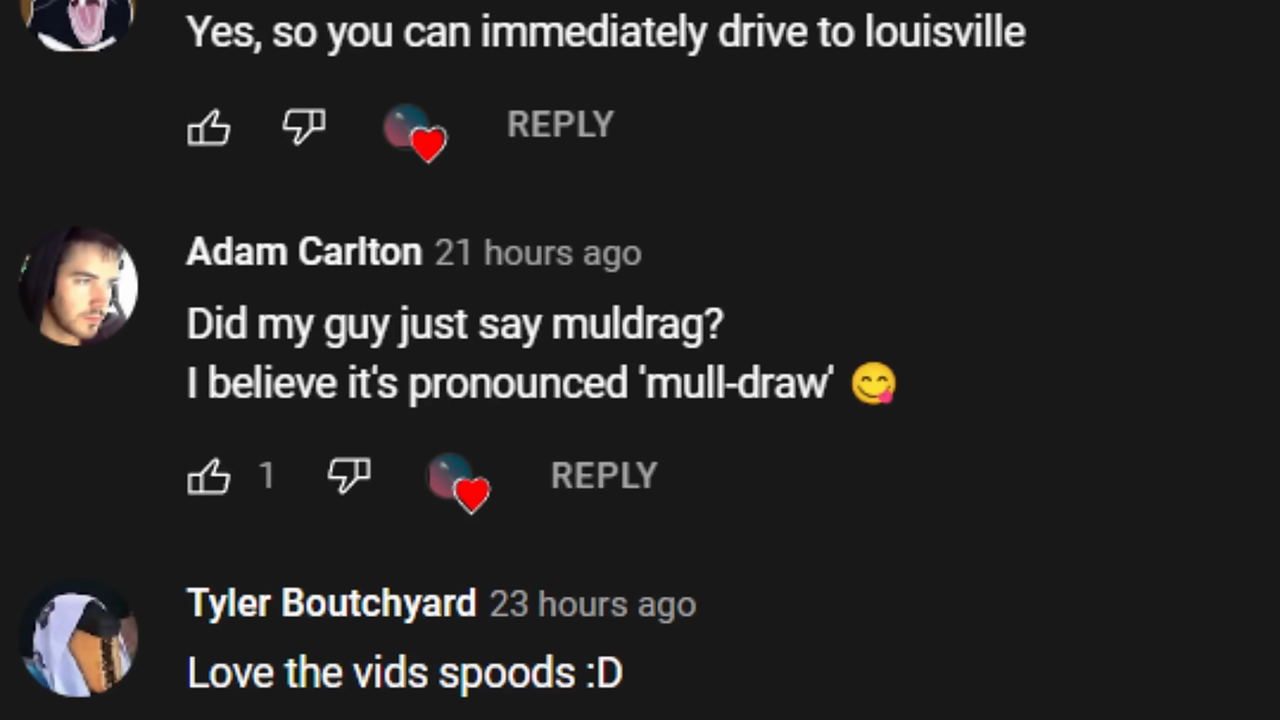 Yes, so you can immediately drive to louisville
REPLY
Adam Carlton 21 hours ago
Did my guy just say muldrag?
I believe it's pronounced 'mull-draw' 😋
1 REPLY
Tyler Boutchyard 23 hours ago
Love the vids spoods :D